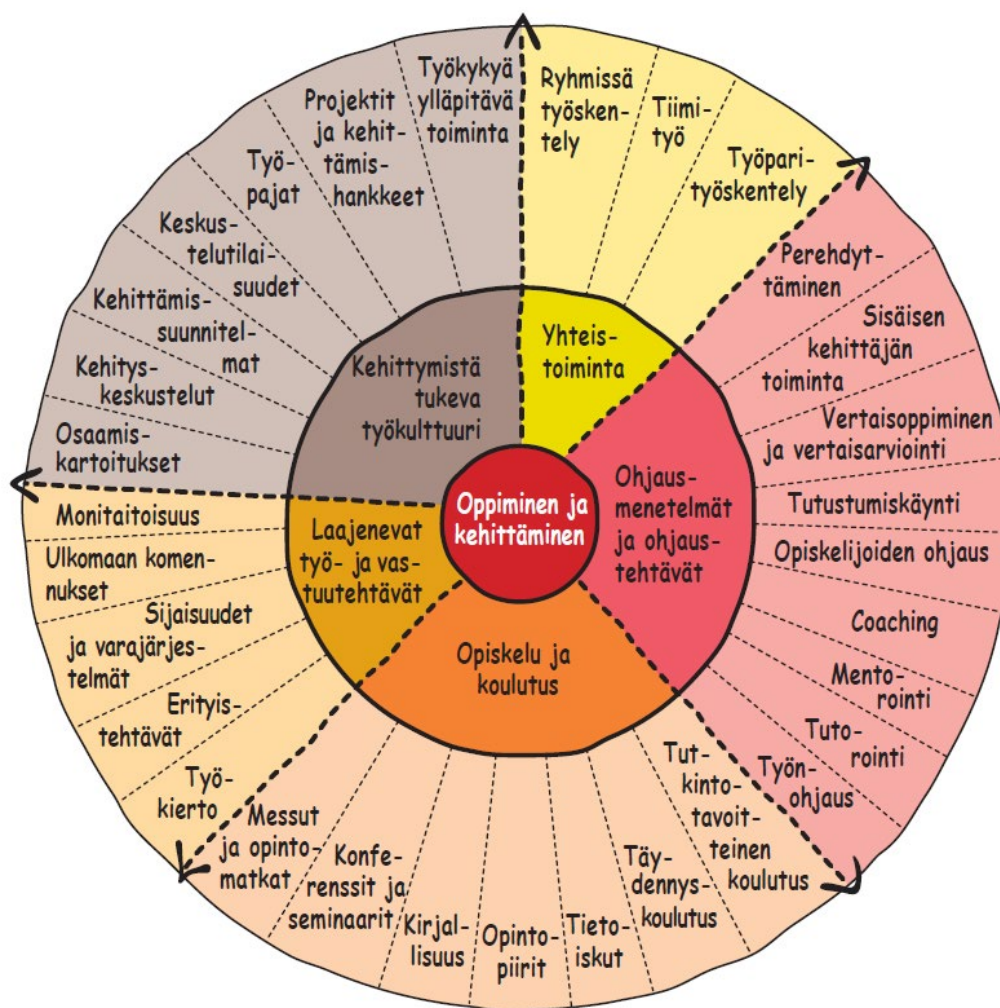 Oppiminen ja
kehittäminen
Yhteis-
toiminta
Ryhmissä
työsken-
tely
Tiimi-
työ
Työpari-
työskentely
Ohjaus-
menetelmät
ja ohjaus-
tehtävät
Perehdyt-
täminen
Sisäisen
kehittäjän
toiminta
Vertaisoppiminen
ja vertaisarviointi
Tutustumiskäynti
Opiskelijoiden ohjaus
Coaching
Mento-
rointi
Tuto-
rointi
Työn-
ohjaus
Opiskelu ja
koulutus
Tut-
kinto-
tavoit-
teinen
koulutus
Täy-
dennys-
koulutus
Tieto-
iskut
Opinto-
piirit
Kirjal-
lisuus
Konfe-
renssit ja
seminaarit
Messut
ja opinto-
matkat
Laajenevat
työ- ja vas-
tuutehtävät
Työ-
kierto
Erityis-
tehtävät
Sijaisuudet
ja varajärjes-
telmät
Ulkomaan komen-
nukset
Monitaitoisuus
Kehittymistä
tukeva
työkulttuuri
Osaamis-
kartoitukset
Kehitys-
keskustelut
Kehittämis-
suunnitel-
mat
Keskus-
telutilai-
suudet
Työ-
pajat
Projektit
ja kehit-
tämis-
hankkeet
Työkykyä
ylläpitävä
toiminta